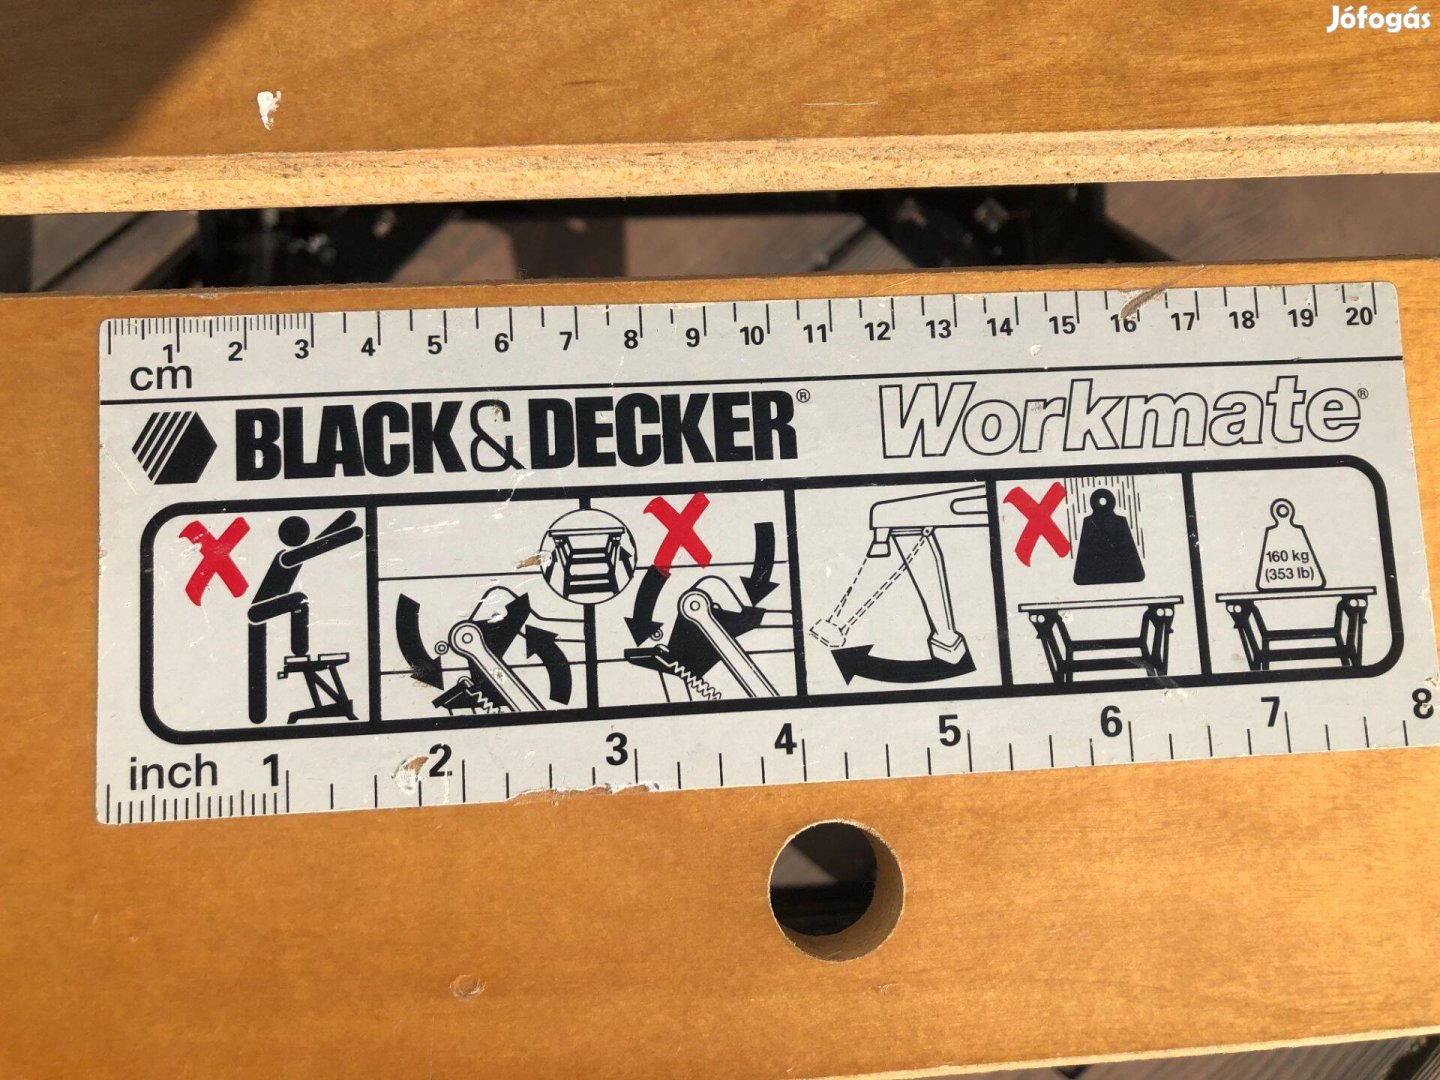 Jófogás
1 2 3 4 5 6 7 8 9 10 11 12 13 14 15 16 17 18 19 20
cm
BLACK&DECKER® Workmate®
160 kg
(353 lb)
inch 1 2 3 4 5 6 7 8